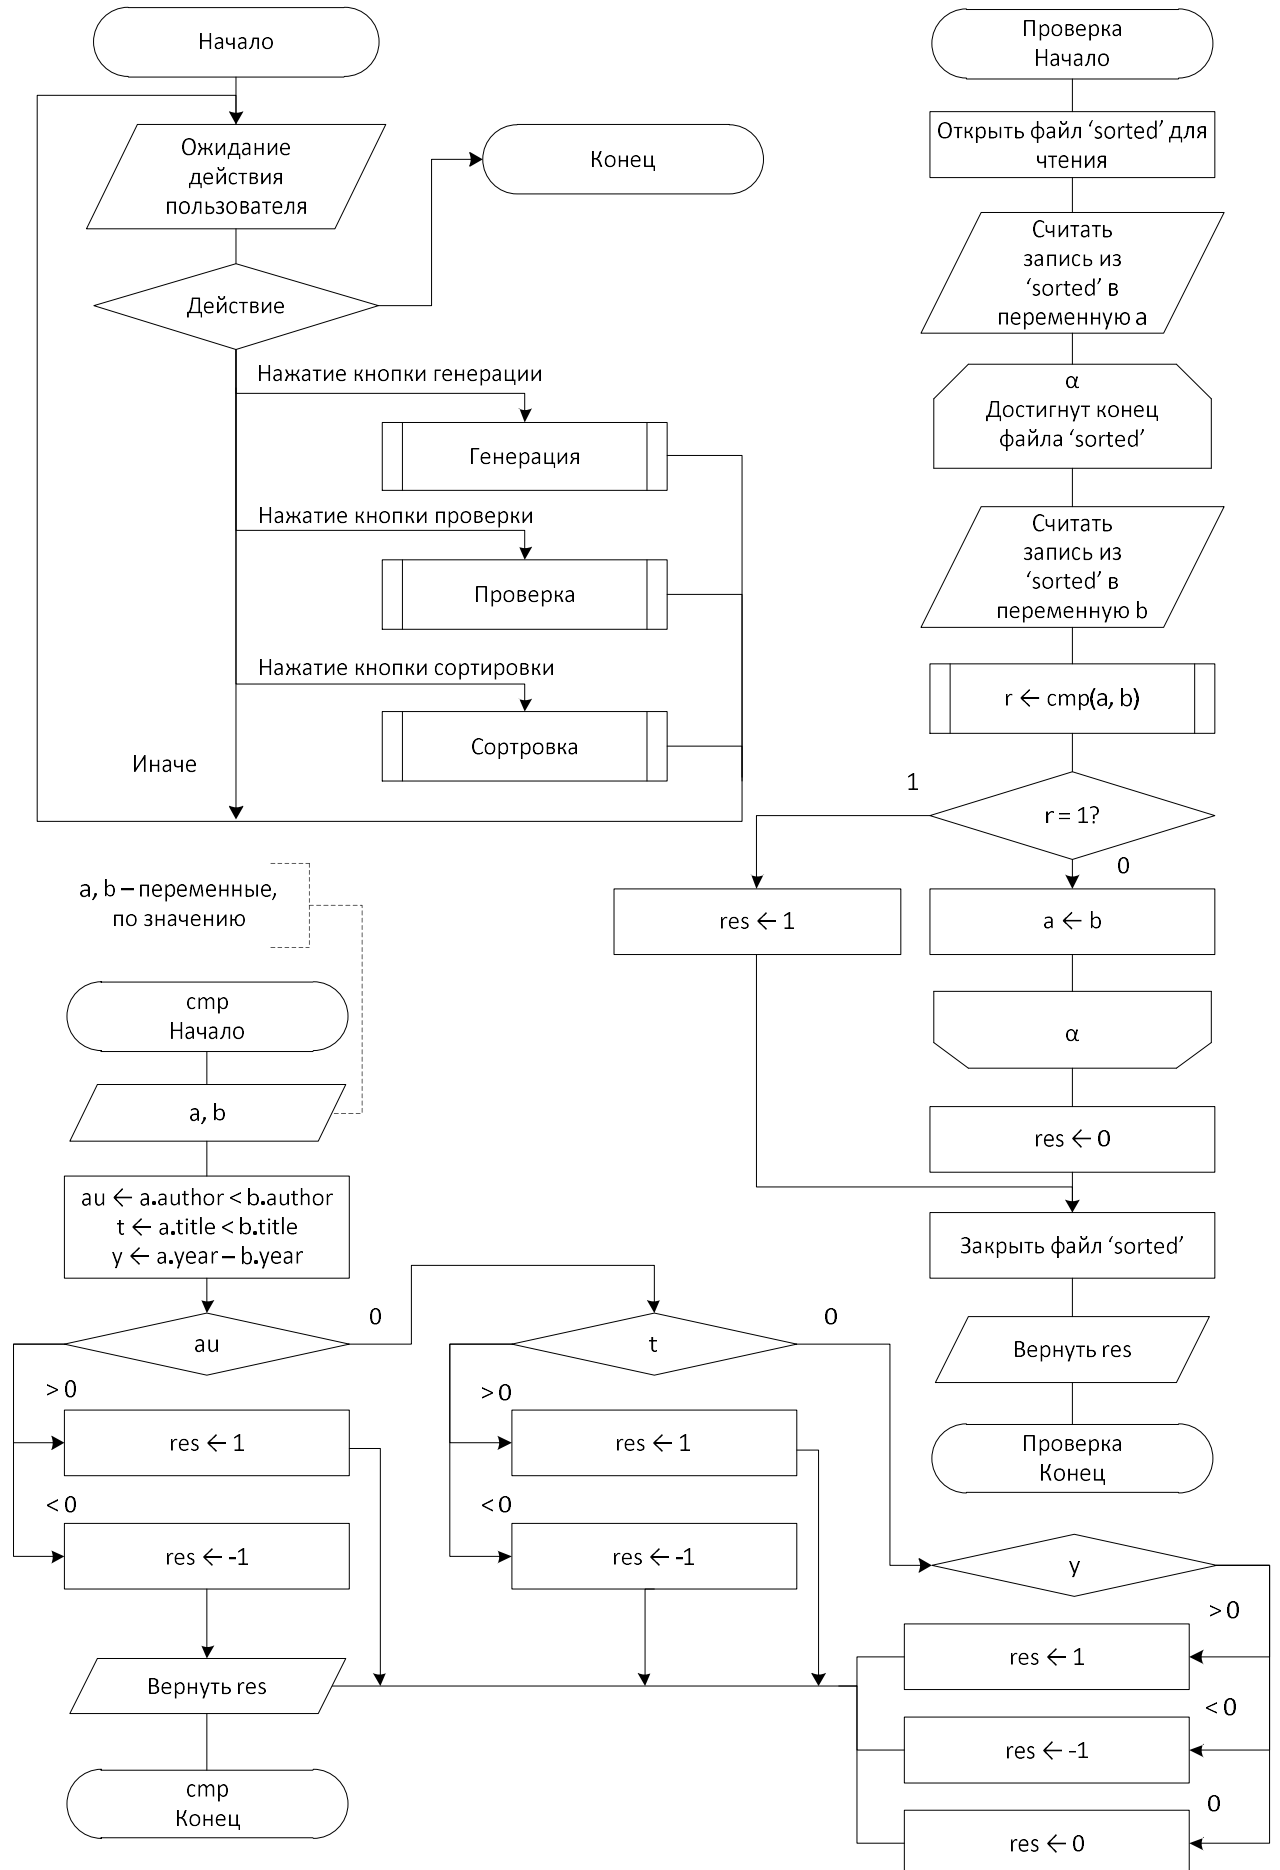 Начало
Ожидание
действия
пользователя
Конец
Действие
Нажатие кнопки генерации
Генерация
Нажатие кнопки проверки
Проверка
Нажатие кнопки сортировки
Сортровка
Иначе
Проверка
Начало
Открыть файл ‘sorted’ для
чтения
Считать
запись из
‘sorted’ в
переменную a
α
Достигнут конец
файла ‘sorted’
Считать
запись из
‘sorted’ в
переменную b
r ← cmp(a, b)
r = 1?
1
0
res ← 1
a ← b
α
res ← 0
Закрыть файл ‘sorted’
Вернуть res
Проверка
Конец
a, b – переменные,
по значению
cmp
Начало
a, b
au ← a.author < b.author
t ← a.title < b.title
y ← a.year – b.year
au
0
> 0
res ← 1
< 0
res ← -1
t
0
> 0
res ← 1
< 0
res ← -1
y
> 0
res ← 1
< 0
res ← -1
0
res ← 0
Вернуть res
cmp
Конец